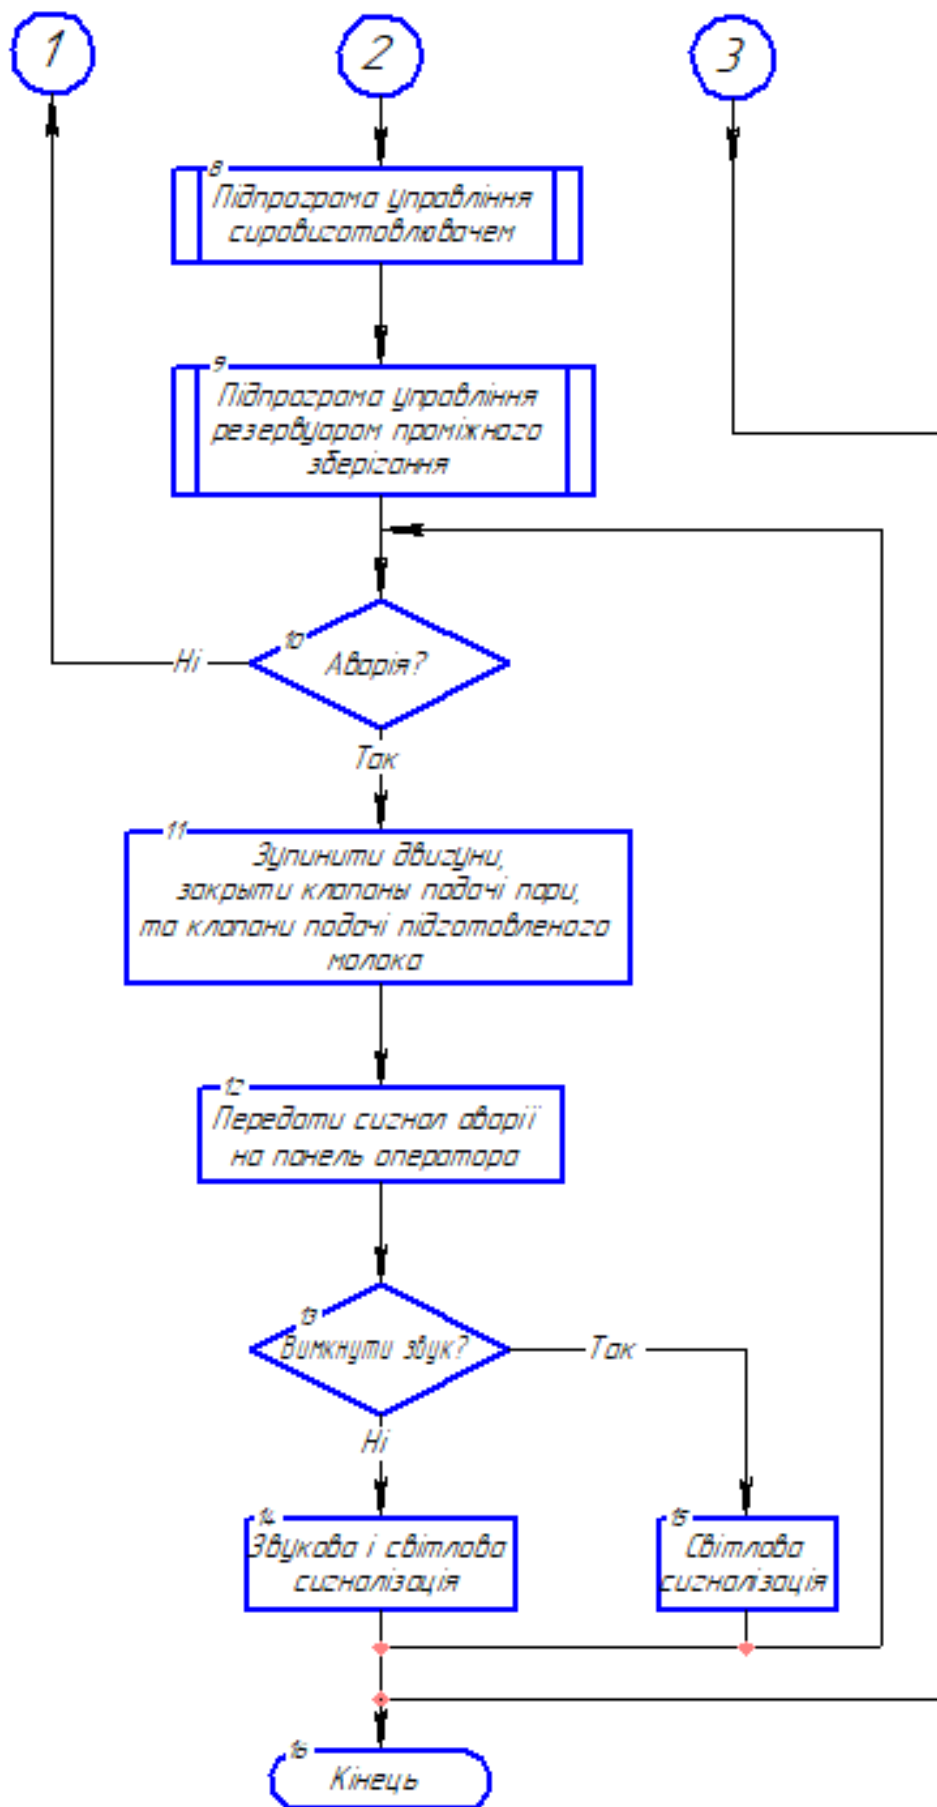 1
2
3
8
Підпрограма управління
сировиготовлювачем
9
Підпрограма управління
резервуаром проміжного
зберігання
10
Аварія?
Ні
Так
11
Зупинити двигуни,
закрыти клапаны подачі пари,
та клапани подачі підготовленого
молока
12
Передати сигнал аварії
на панель оператора
13
Вимкнути звук?
Так
Ні
14
Звукова і світлова
сигналізація
15
Світлова
сигналізація
16
Кінець